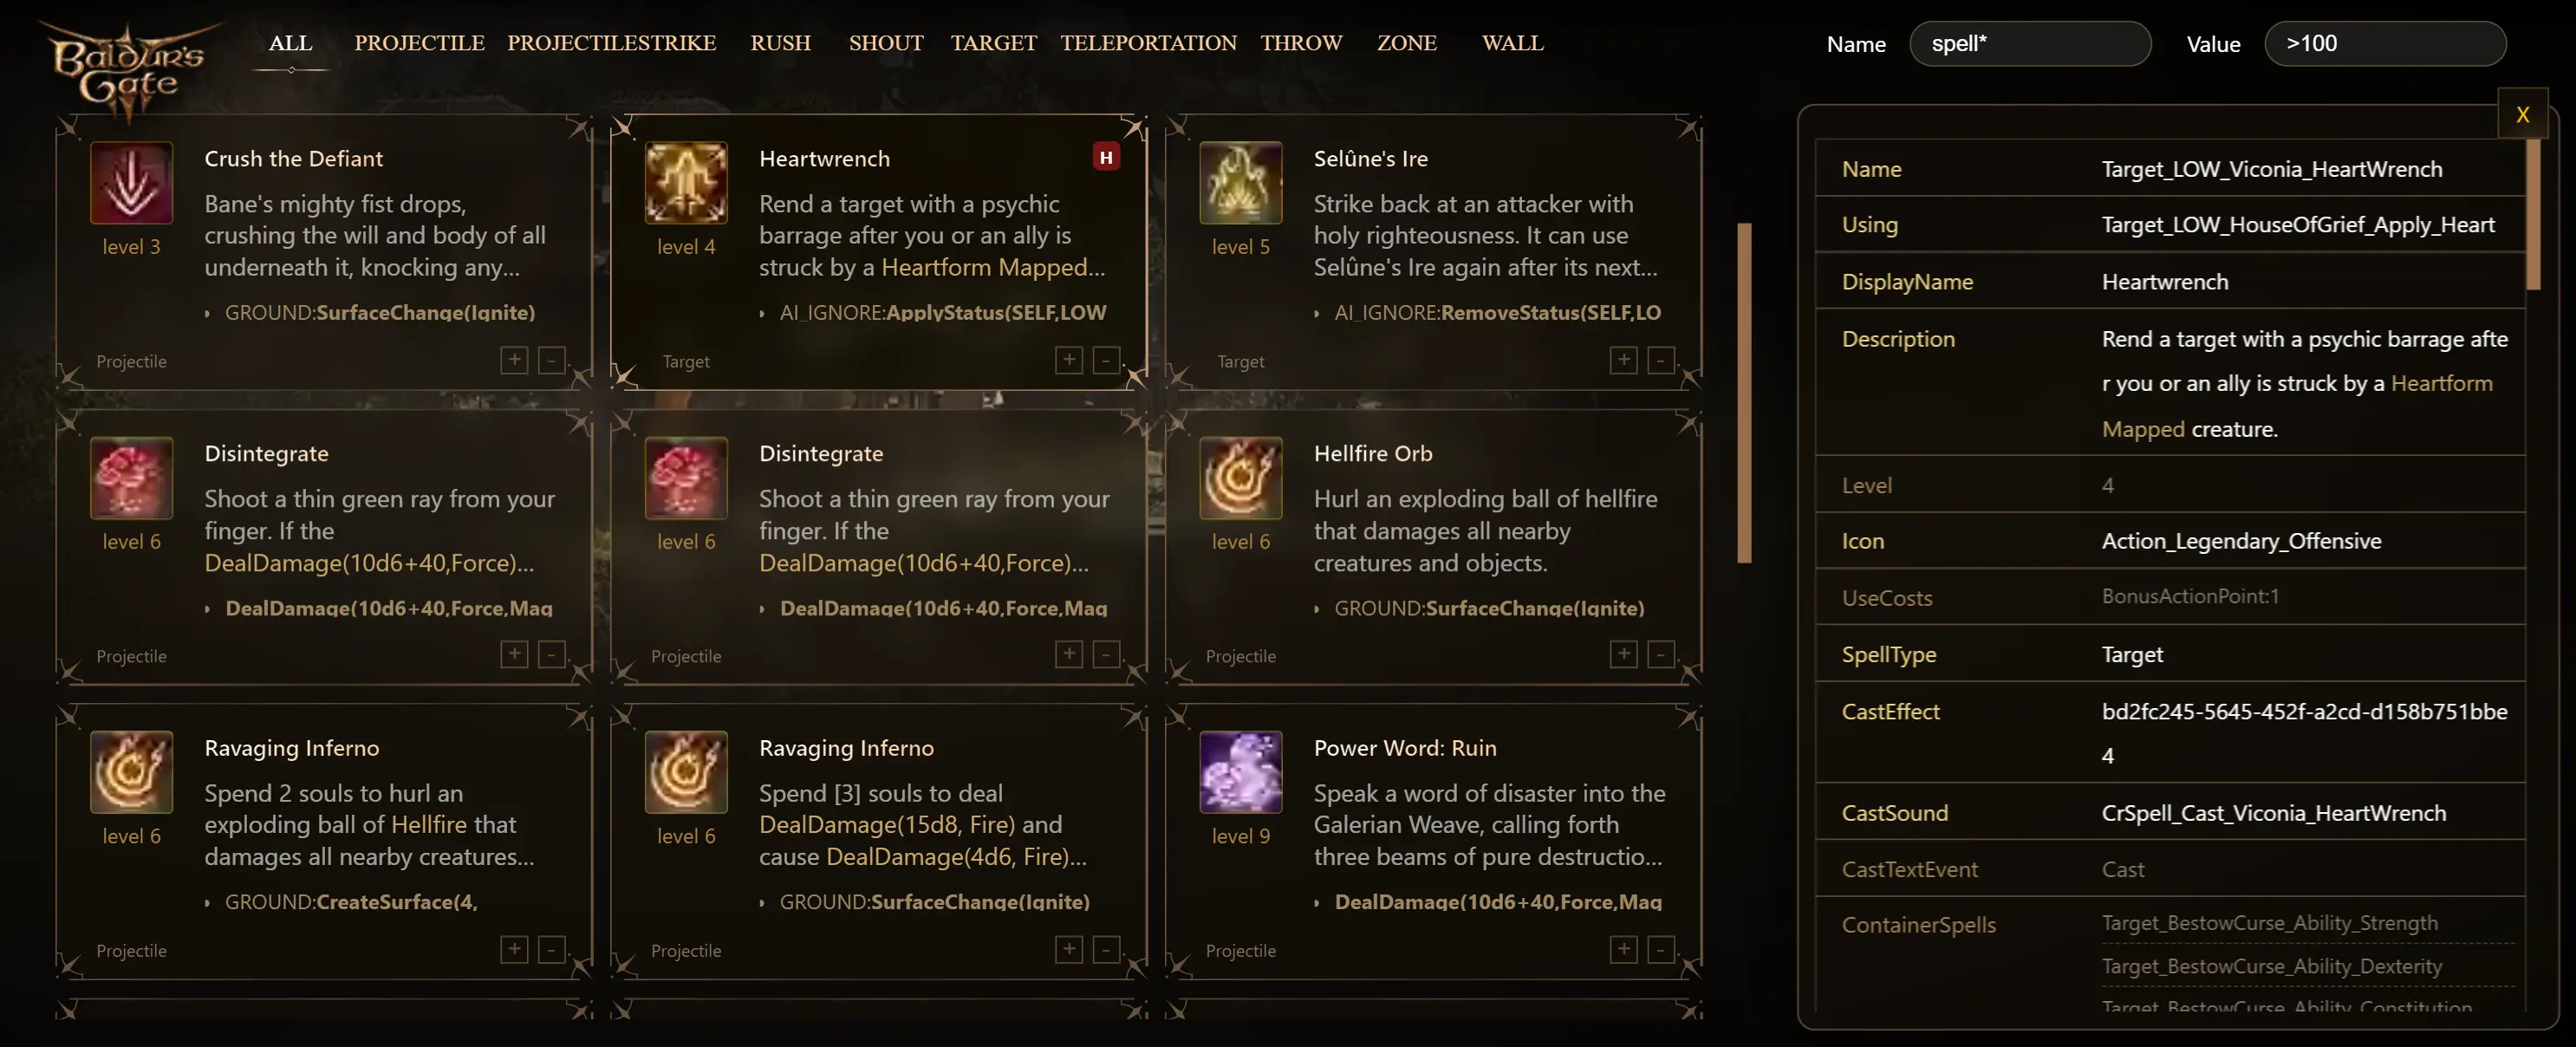 Baldur's
Gate
ALL PROJECTILE PROJECTILESTRIKE RUSH SHOUT TARGET TELEPORTATION THROW ZONE WALL
Name spell* Value >100
Crush the Defiant
level 3
Bane's mighty fist drops,
crushing the will and body of all
underneath it, knocking any...
GROUND:SurfaceChange(Ignite)
Projectile + -
Heartwrench H
level 4
Rend a target with a psychic
barrage after you or an ally is
struck by a Heartform Mapped...
AI_IGNORE:ApplyStatus(SELF,LOW
Target + -
Selûne's Ire
level 5
Strike back at an attacker with
holy righteousness. It can use
Selûne's Ire again after its next...
AI_IGNORE:RemoveStatus(SELF,LO
Target + -
Disintegrate
level 6
Shoot a thin green ray from your
finger. If the
DealDamage(10d6+40,Force)...
DealDamage(10d6+40,Force,Mag
Projectile + -
Disintegrate
level 6
Shoot a thin green ray from your
finger. If the
DealDamage(10d6+40,Force)...
DealDamage(10d6+40,Force,Mag
Projectile + -
Hellfire Orb
level 6
Hurl an exploding ball of hellfire
that damages all nearby
creatures and objects.
GROUND:SurfaceChange(Ignite)
Projectile + -
Ravaging Inferno
level 6
Spend 2 souls to hurl an
exploding ball of Hellfire that
damages all nearby creatures...
GROUND:CreateSurface(4,
Projectile + -
Ravaging Inferno
level 6
Spend [3] souls to deal
DealDamage(15d8, Fire) and
cause DealDamage(4d6, Fire)...
GROUND:SurfaceChange(Ignite)
Projectile + -
Power Word: Ruin
level 9
Speak a word of disaster into the
Galerian Weave, calling forth
three beams of pure destructio...
DealDamage(10d6+40,Force,Mag
Projectile + -
X
Name Target_LOW_Viconia_HeartWrench
Using Target_LOW_HouseOfGrief_Apply_Heart
DisplayName Heartwrench
Description Rend a target with a psychic barrage afte
r you or an ally is struck by a Heartform
Mapped creature.
Level 4
Icon Action_Legendary_Offensive
UseCosts BonusActionPoint:1
SpellType Target
CastEffect bd2fc245-5645-452f-a2cd-d158b751bbe
4
CastSound CrSpell_Cast_Viconia_HeartWrench
CastTextEvent Cast
ContainerSpells Target_BestowCurse_Ability_Strength
Target_BestowCurse_Ability_Dexterity
Target_BestowCurse_Ability_Constitution